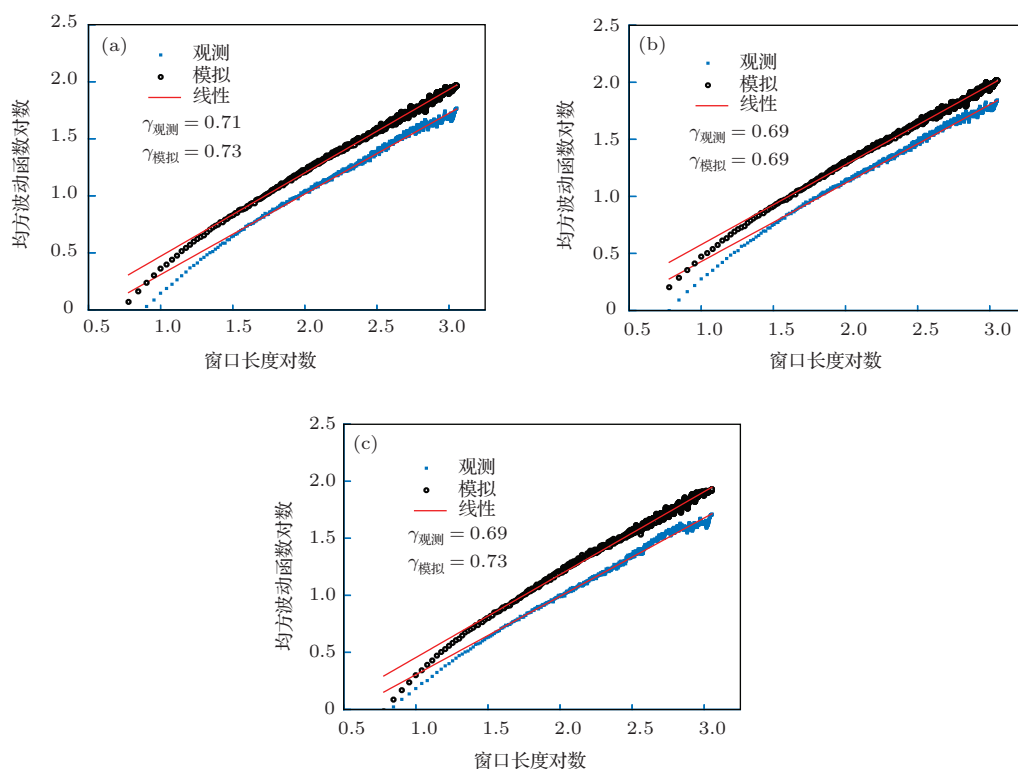 (a)
观测
模拟
线性
γ观测 = 0.71
γ模拟 = 0.73
2.5
2.0
1.5
1.0
0.5
0
0.5 1.0 1.5 2.0 2.5 3.0
均方波动函数对数
窗口长度对数
(b)
观测
模拟
线性
γ观测 = 0.69
γ模拟 = 0.69
2.5
2.0
1.5
1.0
0.5
0
0.5 1.0 1.5 2.0 2.5 3.0
均方波动函数对数
窗口长度对数
(c)
观测
模拟
线性
γ观测 = 0.69
γ模拟 = 0.73
2.5
2.0
1.5
1.0
0.5
0
0.5 1.0 1.5 2.0 2.5 3.0
均方波动函数对数
窗口长度对数